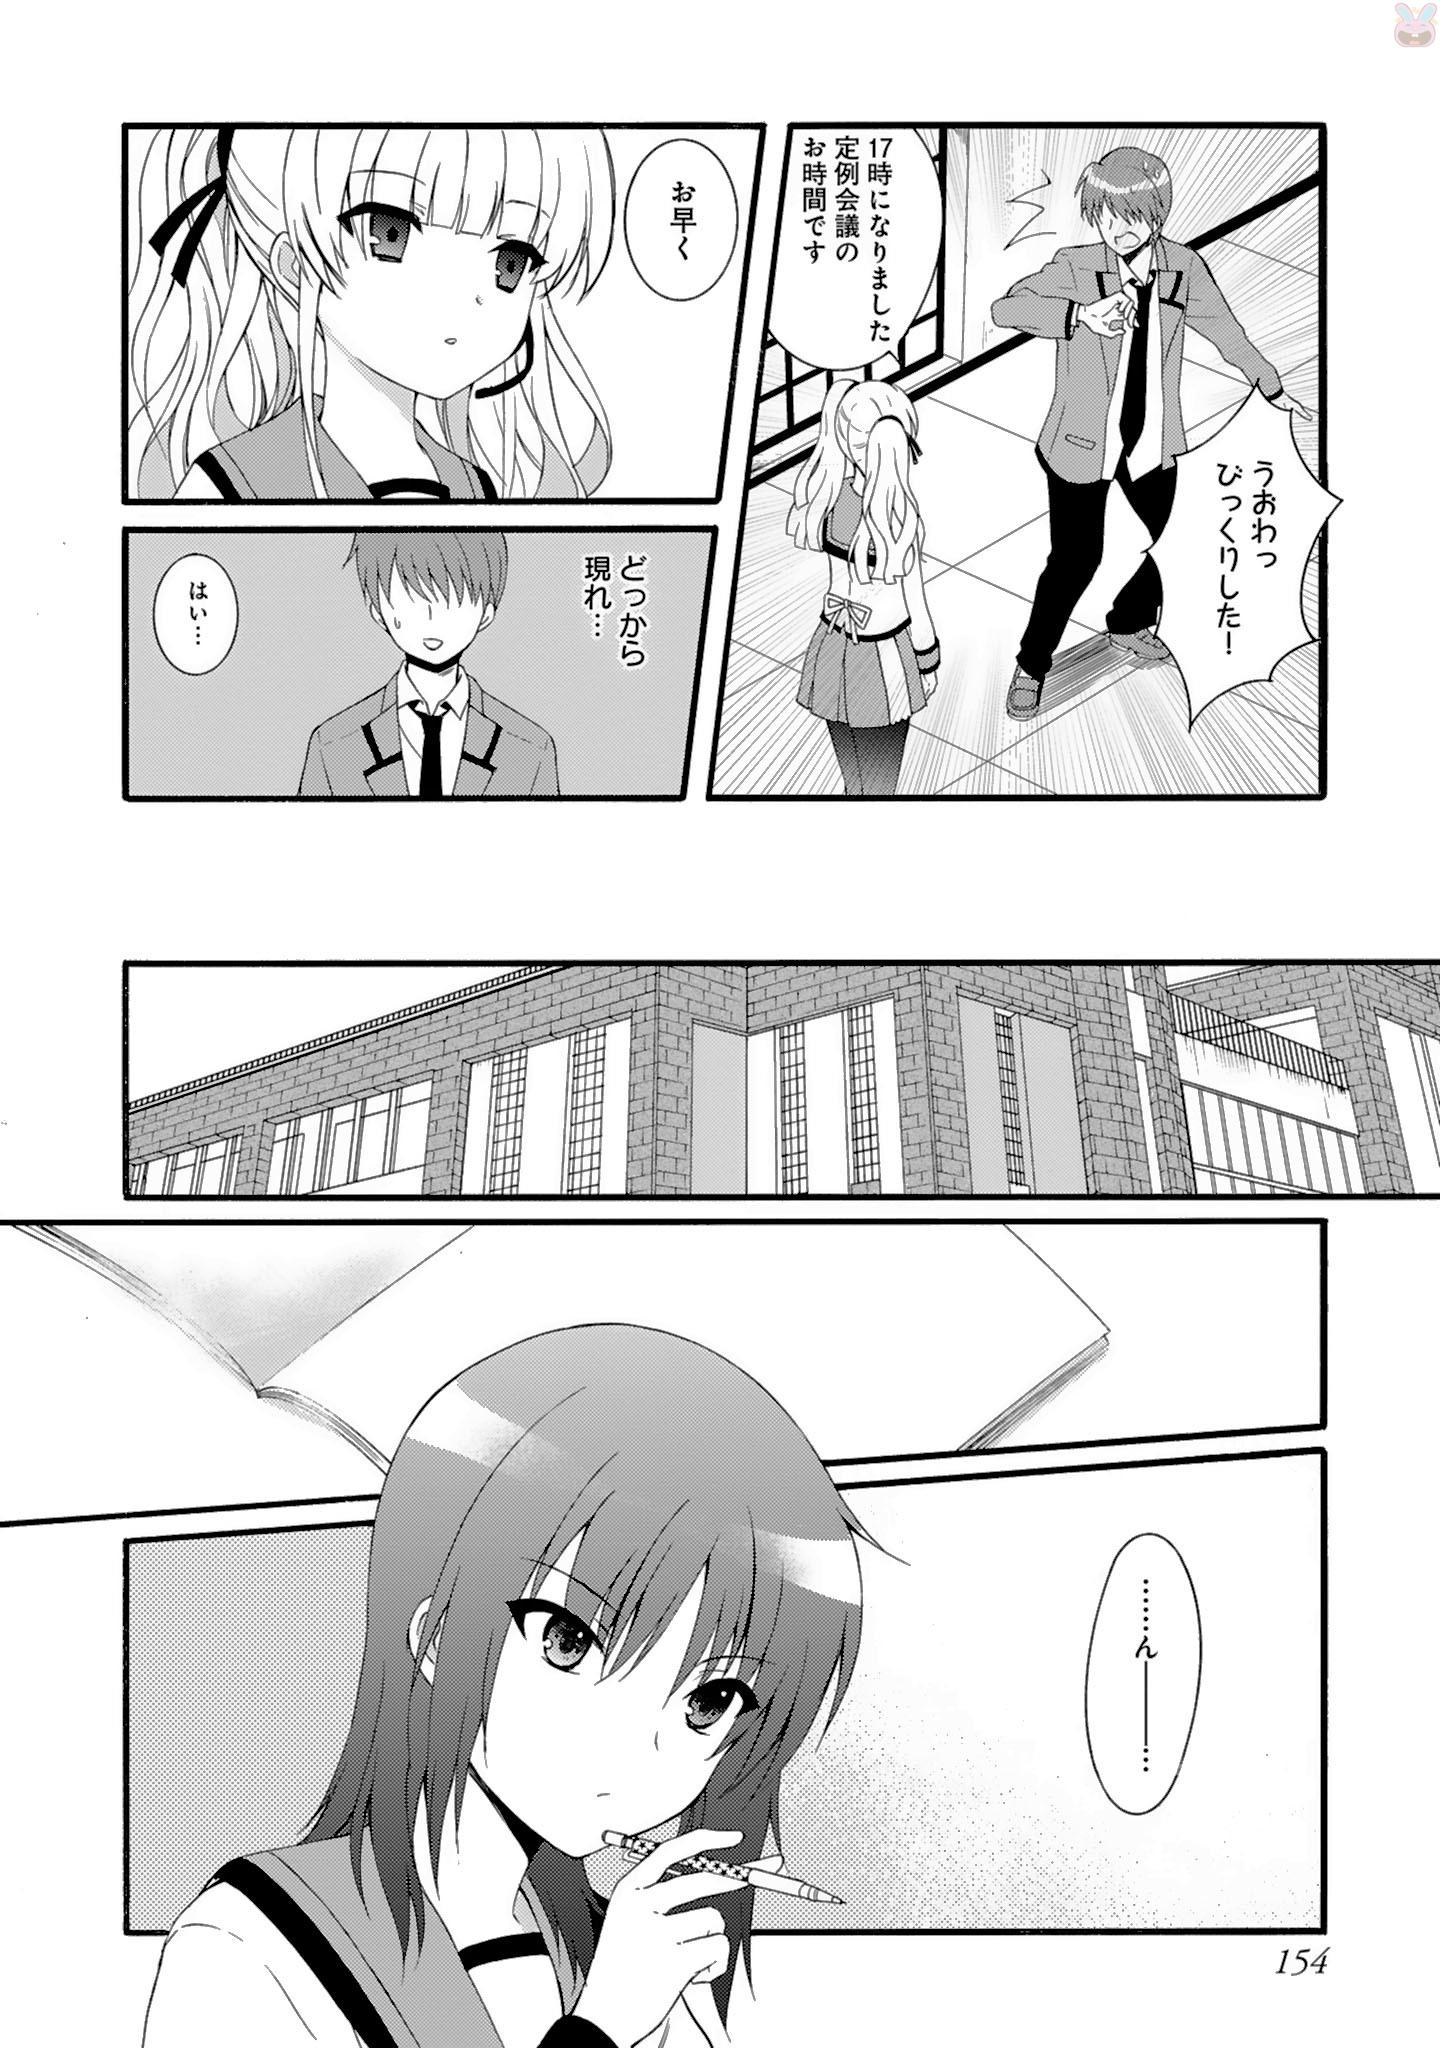 うおわっ
びっくりした！
17時になりました
定例会議の
お時間です
お早く
どっから
現れ…
はい…
……ん———…
154